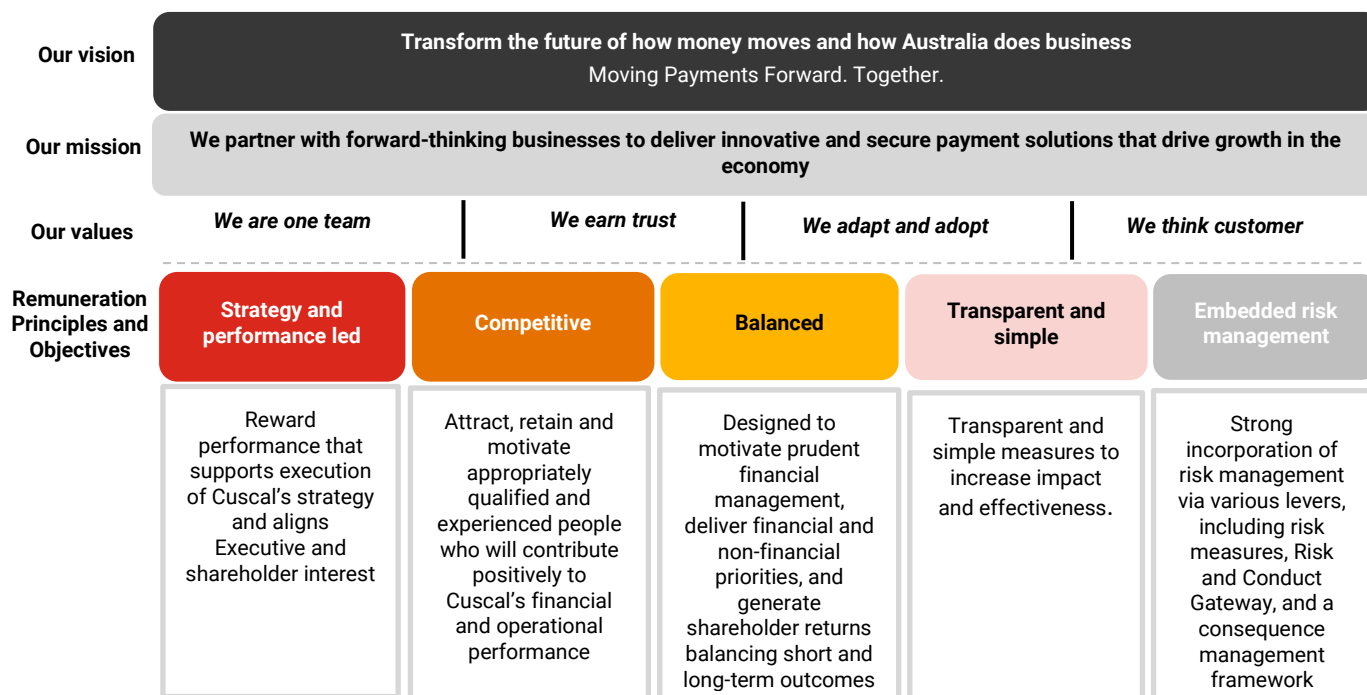 Our vision
Transform the future of how money moves and how Australia does business
Moving Payments Forward. Together.
Our mission
We partner with forward-thinking businesses to deliver innovative and secure payment solutions that drive growth in the
economy
Our values
We are one team
We earn trust
We adapt and adopt
We think customer
Remuneration
Principles and
Objectives
Strategy and
performance led
Competitive
Balanced
Transparent and
simple
Embedded risk
management
Reward
performance that
supports execution
of Cuscal’s strategy
and aligns
Executive and
shareholder interest
Attract, retain and
motivate
appropriately
qualified and
experienced people
who will contribute
positively to
Cuscal’s financial
and operational
performance
Designed to
motivate prudent
financial
management,
deliver financial and
non-financial
priorities, and
generate
shareholder returns
balancing short and
long-term outcomes
Transparent and
simple measures to
increase impact
and effectiveness.
Strong
incorporation of
risk management
via various levers,
including risk
measures, Risk
and Conduct
Gateway, and a
consequence
management
framework